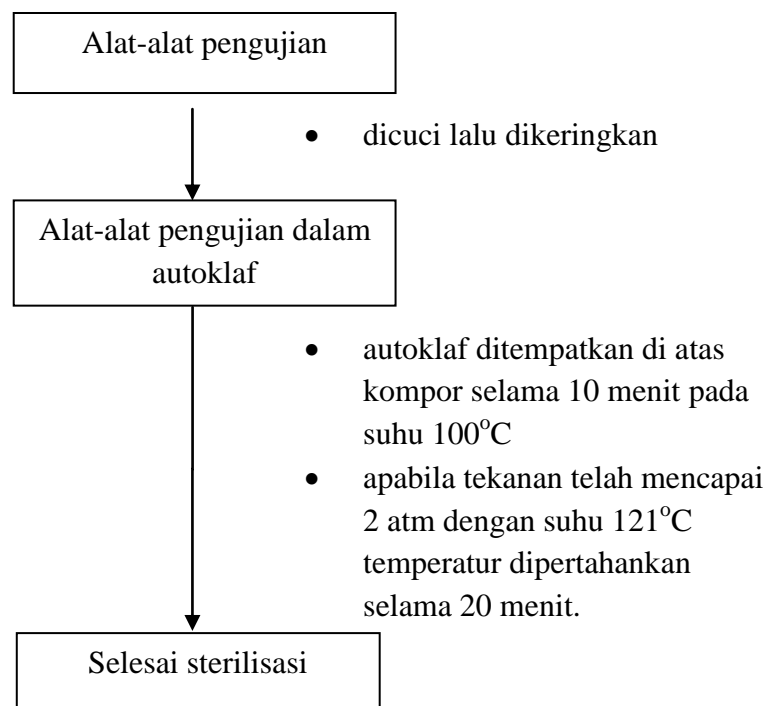 Alat-alat pengujian
• dicuci lalu dikeringkan
Alat-alat pengujian dalam
autoklaf
• autoklaf ditempatkan di atas
kompor selama 10 menit pada
suhu 100°C
• apabila tekanan telah mencapai
2 atm dengan suhu 121°C
temperatur dipertahankan
selama 20 menit.
Selesai sterilisasi